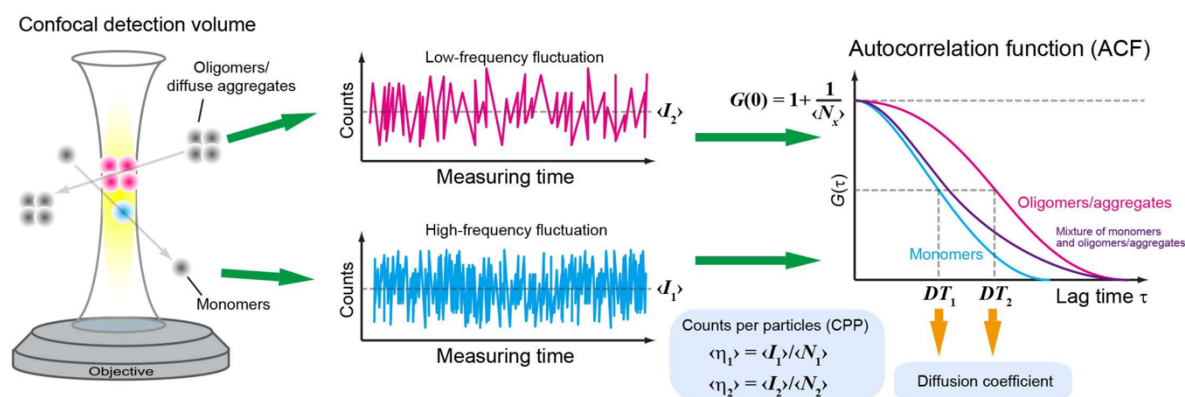 Confocal detection volume
Oligomers/
diffuse aggregates
Monomers
Objective
Low-frequency fluctuation
Counts
‹I₂›
Measuring time
High-frequency fluctuation
Counts
‹I₁›
Measuring time
Counts per particles (CPP)
‹η₁› = ‹I₁›/‹N₁›
‹η₂› = ‹I₂›/‹N₂›
Autocorrelation function (ACF)
G(0) = 1+ 1/‹Nₓ›
G(τ)
Oligomers/aggregates
Mixture of monomers
and oligomers/aggregates
Monomers
DT₁ DT₂ Lag time τ
Diffusion coefficient